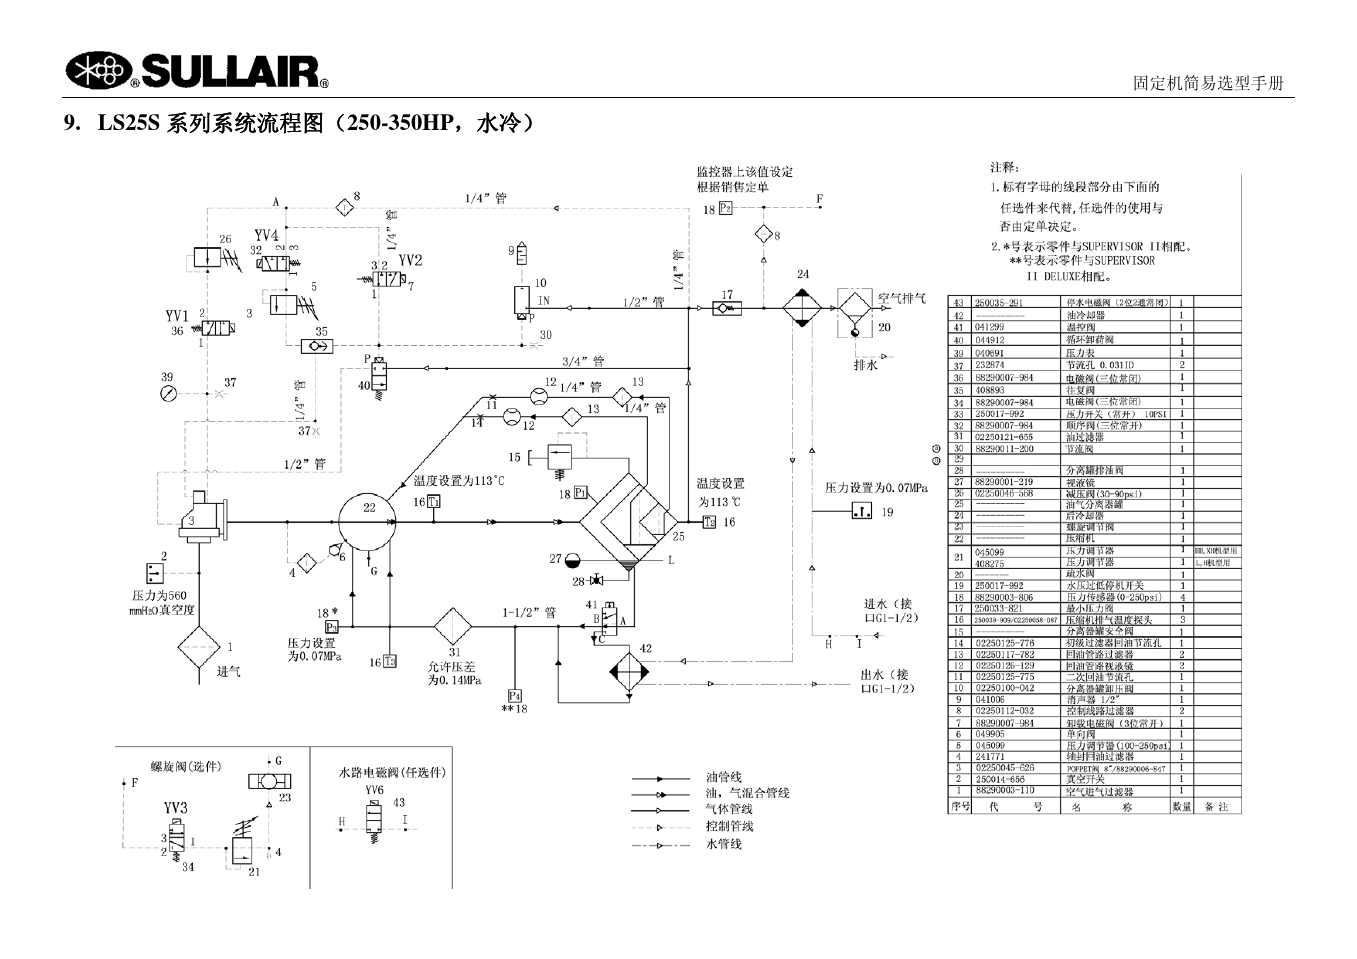 SULLAIR
固定机简易选型手册
9. LS25S 系列系统流程图（250-350HP，水冷）
监控器上该值设定
根据销售定单
18 P2
F
8
A
8
1/4” 管
1/4” 管
1/4” 管
26
YV4
32
2 3
1
5
3
YV1
36
2
1
YV2
3 2
1
7
9
10
IN
P
30
1/2” 管
17
24
空气排气
20
排水
35
P
40
3/4” 管
39
37
37
1/4” 管
1/2” 管
12
1/4” 管
13
11
1/4” 管
14
12
13
15
温度设置为113℃
16 T1
18 P1
温度设置
为113℃
T2 16
压力设置为0.07MPa
19
22
3
2
压力为560
mmH2O真空度
4
6
G
25
27
L
28
1
进气
18*
P3
压力设置
为0.07MPa
16 T3
31
允许压差
为0.14MPa
1-1/2” 管
P4
**18
41
B
A
C
42
进水（接
口G1-1/2）
H I
出水（接
口G1-1/2）
螺旋阀(选件)
G
F
23
YV3
3
2
1
34
21
4
水路电磁阀(任选件)
YV6
43
H
I
油管线
油，气混合管线
气体管线
控制管线
水管线
注释：
1.标有字母的线段部分由下面的
任选件来代替,任选件的使用与
否由定单决定。
2.*号表示零件与SUPERVISOR II相配。
**号表示零件与SUPERVISOR
II DELUXE相配。
43 250035-291 停水电磁阀（2位2通常闭） 1
42 ---------- 油冷却器 1
41 041299 温控阀 1
40 044912 循环卸荷阀 1
39 040691 压力表 1
37 232874 节流孔 0.031ID 2
36 88290007-984 电磁阀(三位常闭) 1
35 408893 往复阀 1
34 88290007-984 电磁阀(三位常闭) 1
33 250017-992 压力开关（常开） 10PSI 1
32 88290007-984 顺序阀(三位常开) 1
31 02250121-655 油过滤器 1
30 88290011-200 节流阀 1
29
28 ---------- 分离罐排油阀 1
27 88290001-219 视液镜 1
26 02250046-568 减压阀(30-90psi) 1
25 ---------- 油气分离器罐 1
24 ---------- 后冷却器 1
23 ---------- 螺旋调节阀 1
22 ---------- 压缩机 1
21 045099 压力调节器 1
408275 压力调节器 1 L,H机型用
20 ---------- 疏水阀 1
19 250017-992 水压过低停机开关 1
18 88290003-806 压力传感器(0-250psi) 4
17 250033-821 最小压力阀 1
16 250039-909/02250058-087 压缩机排气温度探头 3
15 ---------- 分离器罐安全阀 1
14 02250125-776 初级过滤器回油节流孔 1
13 02250117-782 回油管路过滤器 2
12 02250126-129 回油管路视液镜 2
11 02250125-775 二次回油节流孔 1
10 02250100-042 分离器罐卸压阀 1
9 041006 消声器 1/2" 1
8 02250112-032 控制线路过滤器 2
7 88290007-984 卸载电磁阀（3位常开） 1
6 049905 单向阀 1
5 045099 压力调节器(100-250psi) 1
4 241771 轴封回油过滤器 1
3 02250045-626 POPPET阀 8"/88290006-847 1
2 250014-656 真空开关 1
1 88290003-110 空气进气过滤器 1
序号 代 号 名 称 数量 备 注